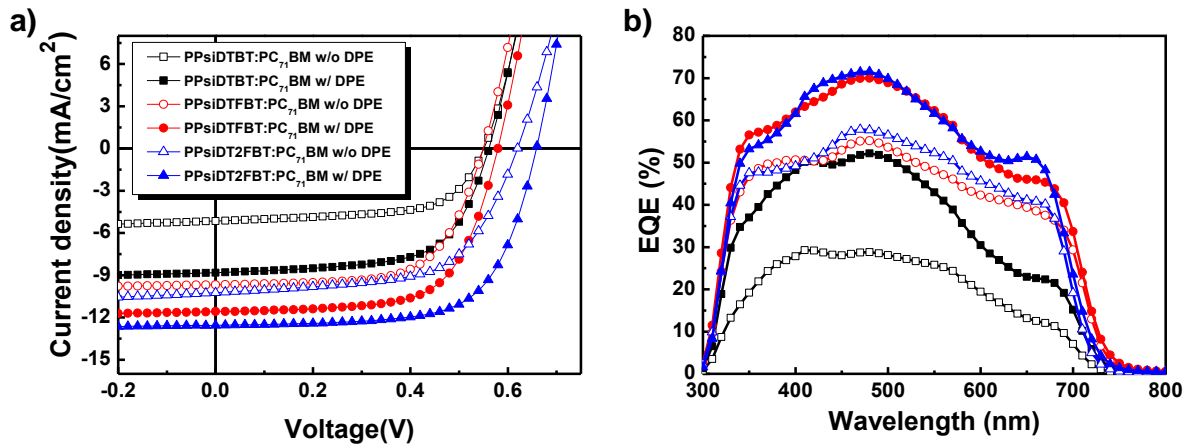 a)
6
3
0
-3
-6
-9
-12
-15
Current density(mA/cm²)
PPsiDTBT:PC₇₁BM w/o DPE
PPsiDTBT:PC₇₁BM w/ DPE
PPsiDTFBT:PC₇₁BM w/o DPE
PPsiDTFBT:PC₇₁BM w/ DPE
PPsiDT2FBT:PC₇₁BM w/o DPE
PPsiDT2FBT:PC₇₁BM w/ DPE
-0.2 0.0 0.2 0.4 0.6
Voltage(V)
b)
80
70
60
50
40
30
20
10
0
EQE (%)
300 400 500 600 700 800
Wavelength (nm)